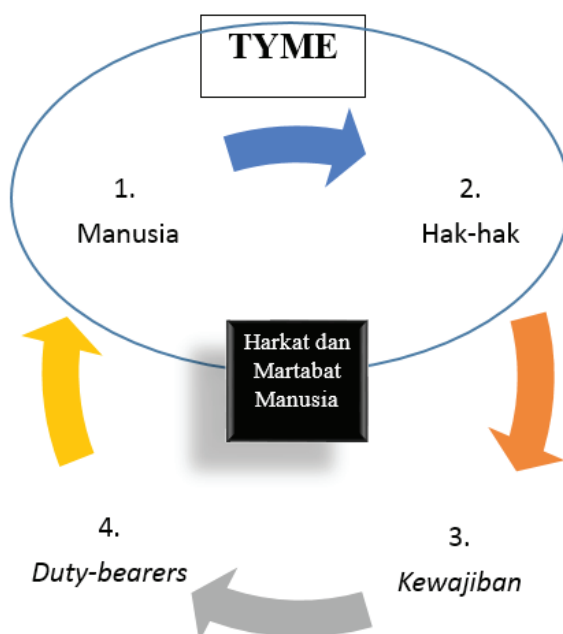 TYME
1.
Manusia
2.
Hak-hak
Harkat dan
Martabat
Manusia
3.
Kewajiban
4.
Duty-bearers